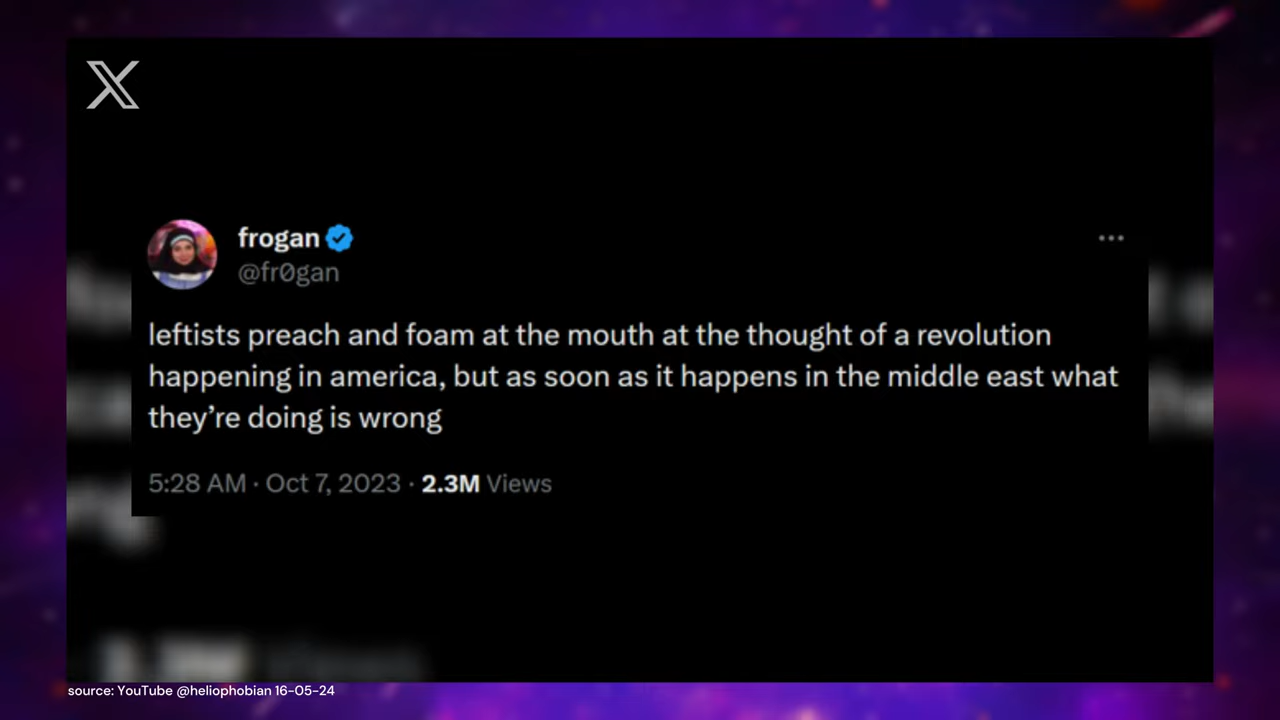 frogan
@fr0gan
leftists preach and foam at the mouth at the thought of a revolution
happening in america, but as soon as it happens in the middle east what
they’re doing is wrong
5:28 AM · Oct 7, 2023 · 2.3M Views
source: YouTube @heliophobian 16-05-24